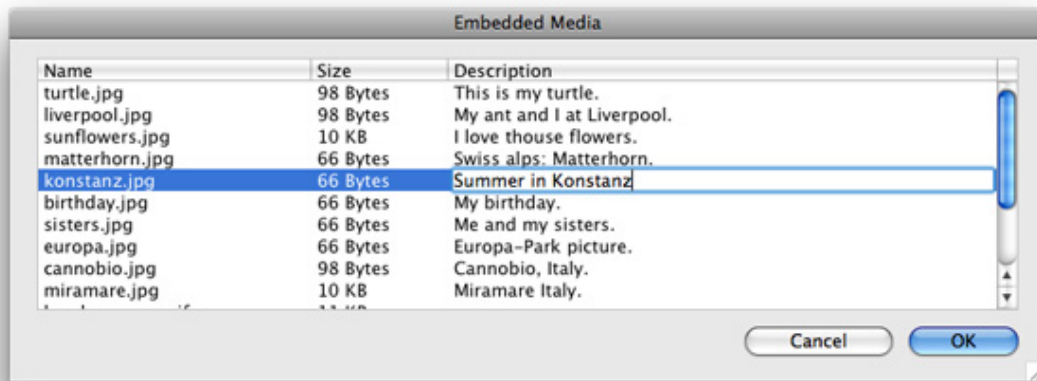 Embedded Media
Name Size Description
turtle.jpg 98 Bytes This is my turtle.
liverpool.jpg 98 Bytes My ant and I at Liverpool.
sunflowers.jpg 10 KB I love thouse flowers.
matterhorn.jpg 66 Bytes Swiss alps: Matterhorn.
konstanz.jpg 66 Bytes Summer in Konstanz
birthday.jpg 66 Bytes My birthday.
sisters.jpg 66 Bytes Me and my sisters.
europa.jpg 66 Bytes Europa-Park picture.
cannobio.jpg 98 Bytes Cannobio, Italy.
miramare.jpg 10 KB Miramare Italy.
Cancel OK